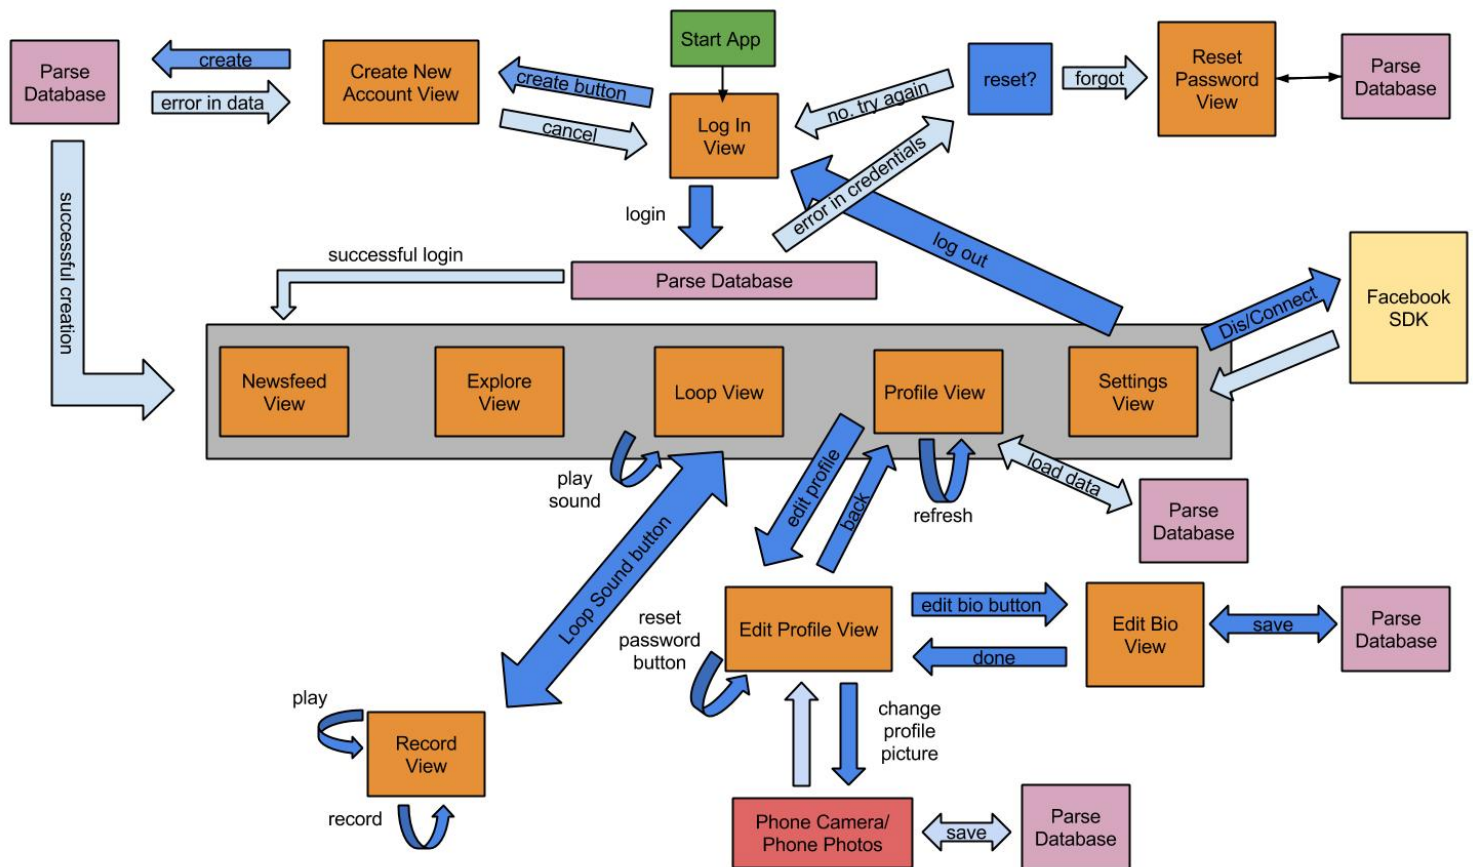 Start App
Parse
Database
create
error in data
Create New
Account View
create button
cancel
Log In
View
no. try again
reset?
forgot
Reset
Password
View
Parse
Database
error in credentials
login
successful creation
successful login
Parse Database
log out
Dis/Connect
Facebook
SDK
Newsfeed
View
Explore
View
Loop View
Profile View
Settings
View
play
sound
edit profile
back
refresh
load data
Parse
Database
Loop Sound button
reset
password
button
Edit Profile View
edit bio button
done
Edit Bio
View
save
Parse
Database
play
Record
View
record
change
profile
picture
Phone Camera/
Phone Photos
save
Parse
Database